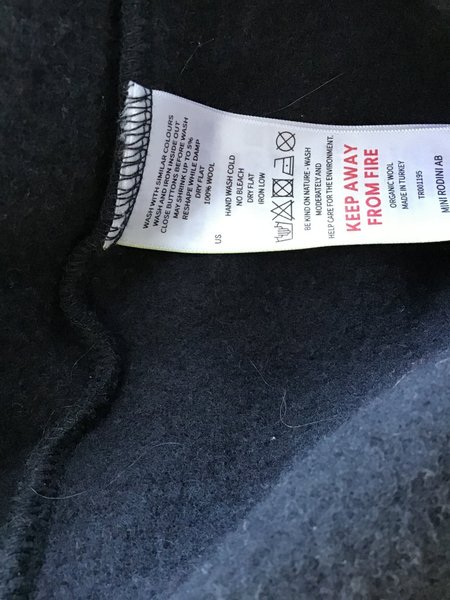 WASH WITH SIMILAR COLOURS
WASH AND IRON INSIDE OUT
CLOSE BUTTONS BEFORE WASH
MAY SHRINK UP TO 5%
RESHAPE WHILE DAMP
DRY FLAT
100% WOOL
US
HAND WASH COLD
NO BLEACH
DRY FLAT
IRON LOW
BE KIND ON NATURE - WASH
MODERATELY AND
HELP CARE FOR THE ENVIRONMENT.
KEEP AWAY
FROM FIRE
ORGANIC WOOL
MADE IN TURKEY
TR001195
MINI RODINI AB